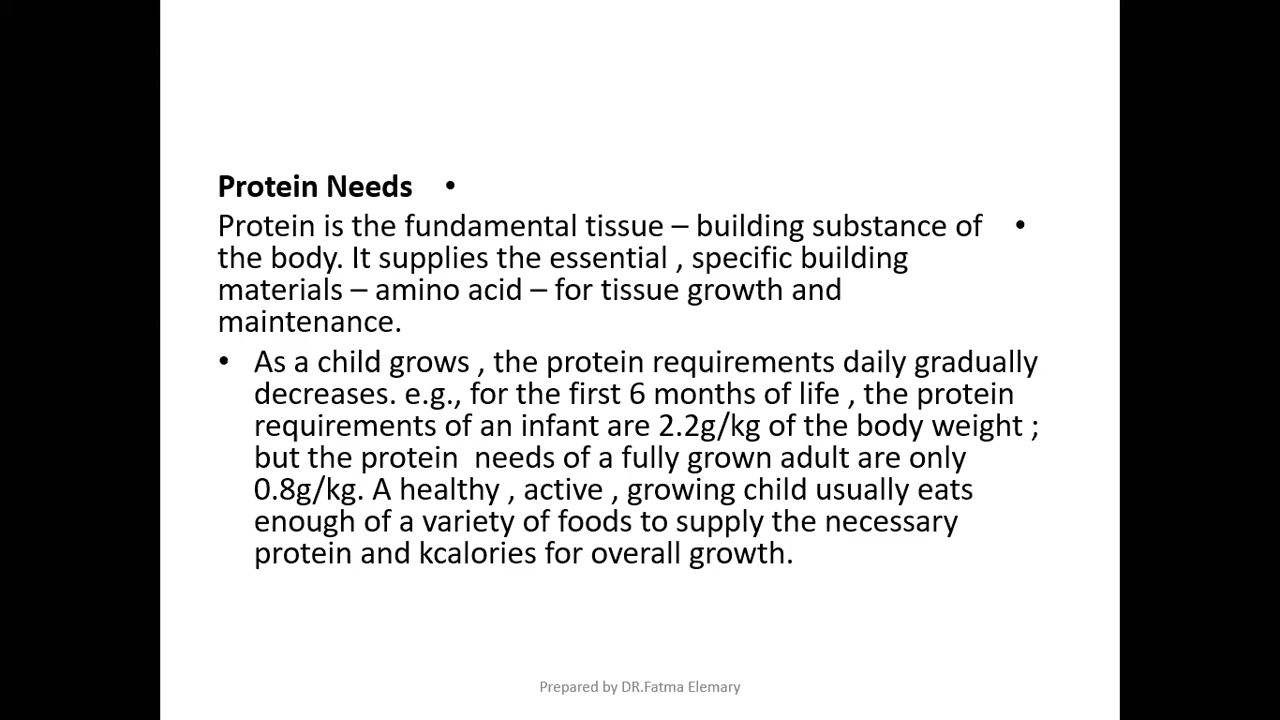 Protein Needs •
Protein is the fundamental tissue – building substance of •
the body. It supplies the essential , specific building
materials – amino acid – for tissue growth and
maintenance.
• As a child grows , the protein requirements daily gradually
decreases. e.g., for the first 6 months of life , the protein
requirements of an infant are 2.2g/kg of the body weight ;
but the protein  needs of a fully grown adult are only
0.8g/kg. A healthy , active , growing child usually eats
enough of a variety of foods to supply the necessary
protein and kcalories for overall growth.
Prepared by DR.Fatma Elemary